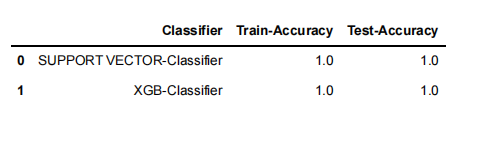 Classifier Train-Accuracy Test-Accuracy
0 SUPPORT VECTOR-Classifier 1.0 1.0
1 XGB-Classifier 1.0 1.0